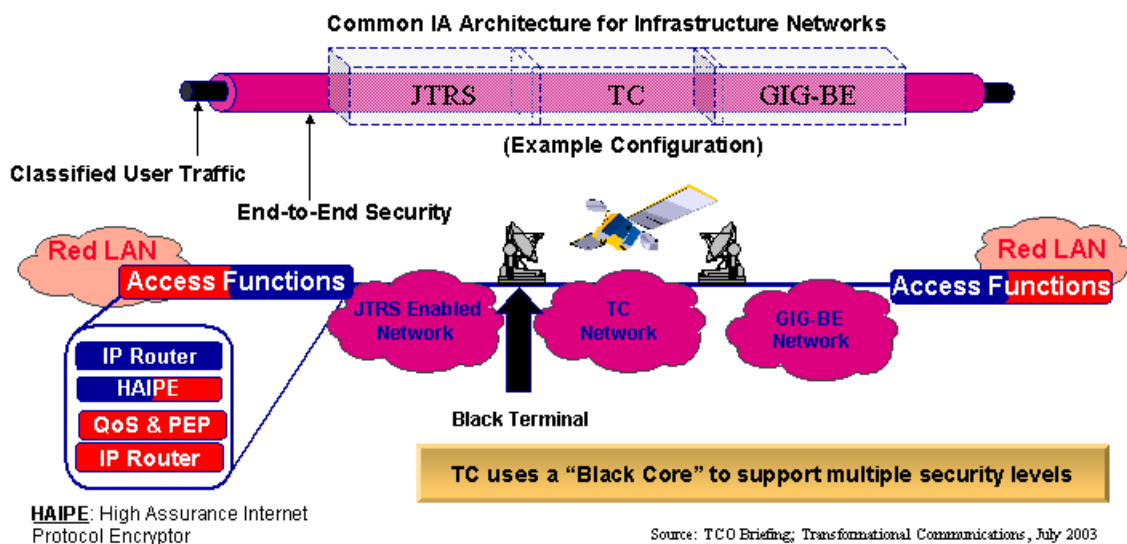 Common IA Architecture for Infrastructure Networks
JTRS
TC
GIG-BE
(Example Configuration)
Classified User Traffic
End-to-End Security
Red LAN
Access Functions
Red LAN
Access Functions
JTRS Enabled
Network
TC
Network
GIG-BE
Network
IP Router
HAIPE
QoS & PEP
IP Router
Black Terminal
TC uses a “Black Core” to support multiple security levels
HAIPE: High Assurance Internet
Protocol Encryptor
Source: TCO Briefing; Transformational Communications, July 2003